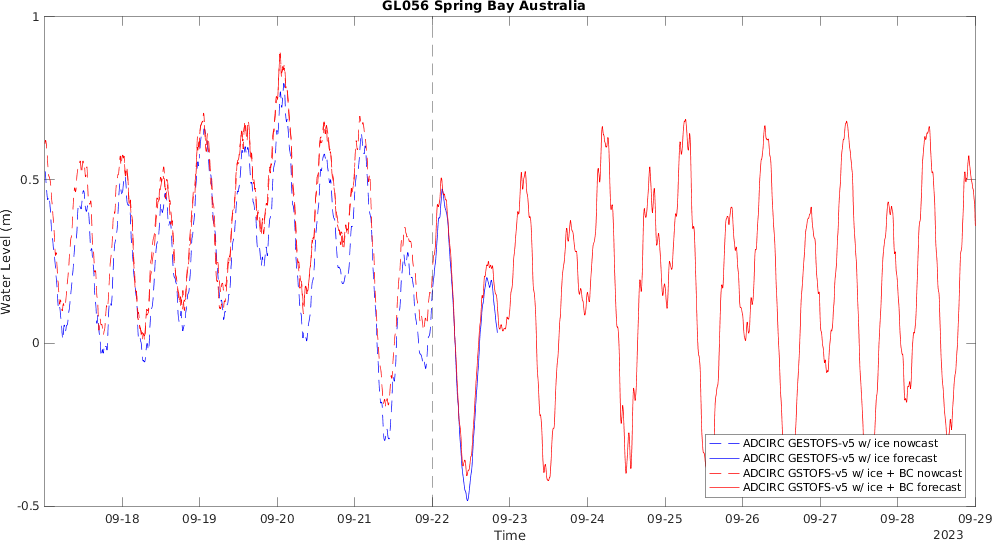 GL056 Spring Bay Australia
1
0.5
0
-0.5
Water Level (m)
09-18 09-19 09-20 09-21 09-22 09-23 09-24 09-25 09-26 09-27 09-28 09-29
Time
2023
ADCIRC GESTOFS-v5 w/ ice nowcast
ADCIRC GESTOFS-v5 w/ ice forecast
ADCIRC GSTOFS-v5 w/ ice + BC nowcast
ADCIRC GSTOFS-v5 w/ ice + BC forecast